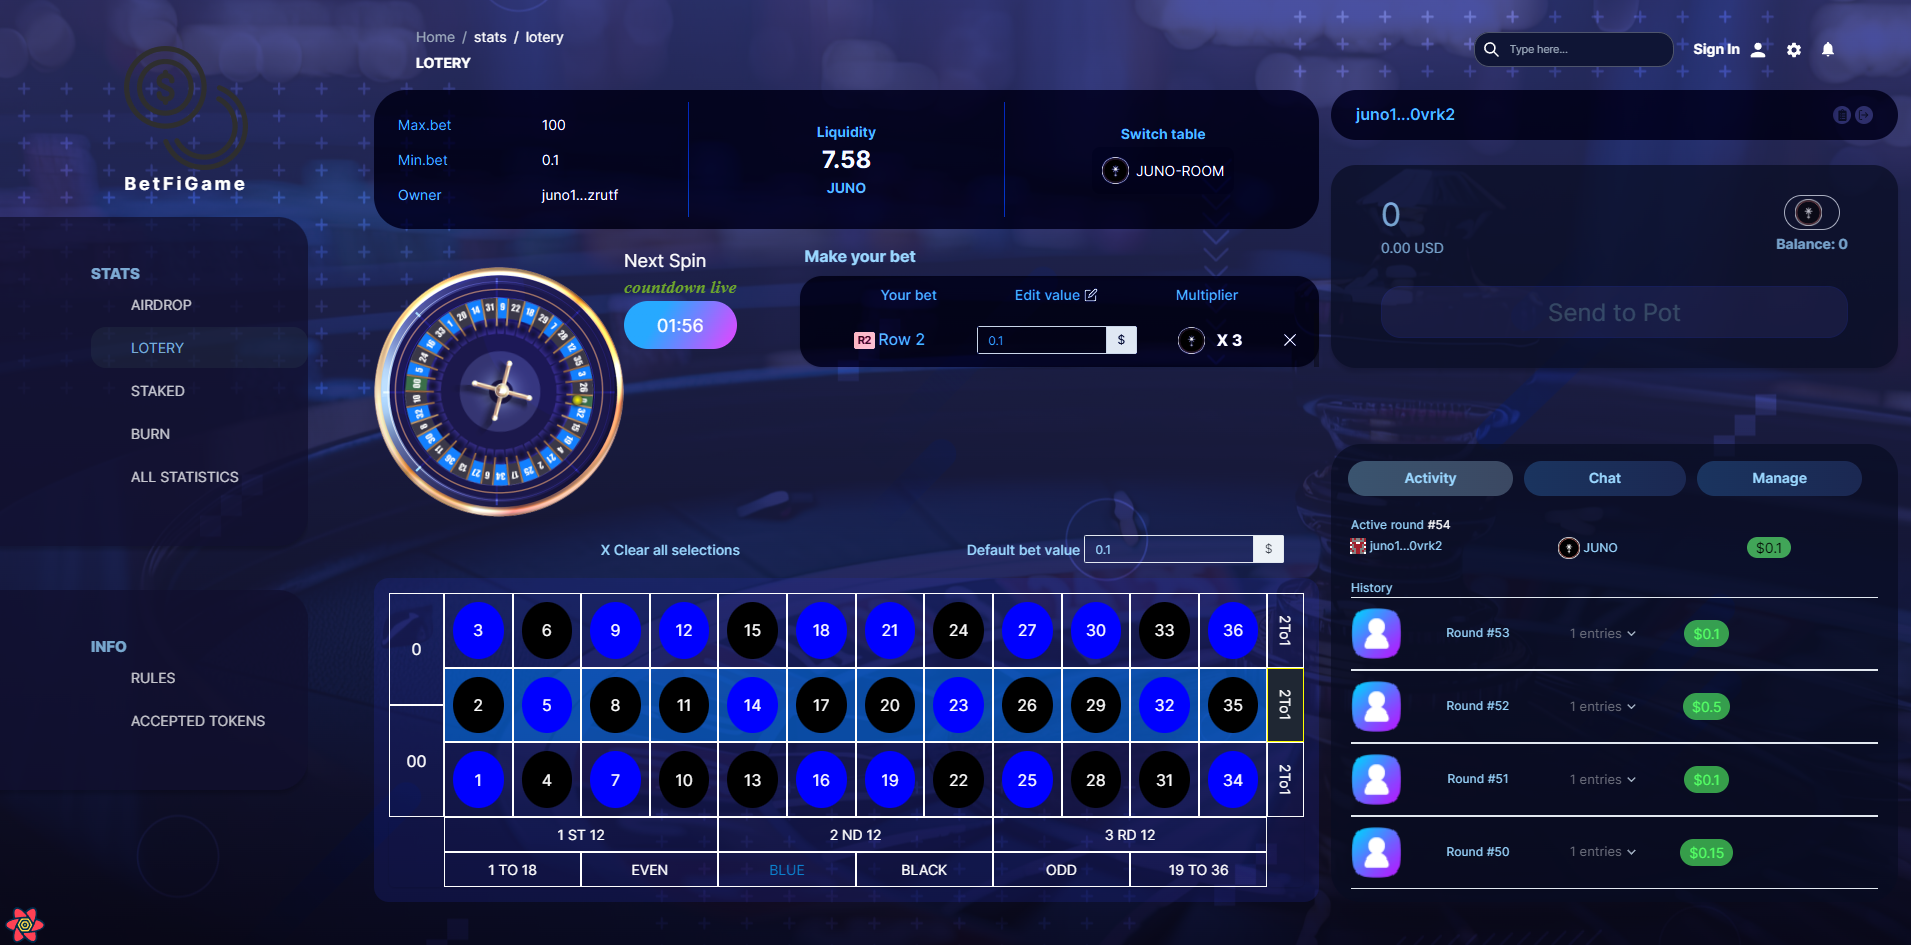 Home / stats / lotery
LOTERY
Type here...
Sign In
BetFiGame
STATS
AIRDROP
LOTERY
STAKED
BURN
ALL STATISTICS
INFO
RULES
ACCEPTED TOKENS
Max.bet 100
Min.bet 0.1
Owner juno1...zrutf
Liquidity
7.58
JUNO
Switch table
JUNO-ROOM
Next Spin
countdown live
01:56
Make your bet
Your bet Edit value Multiplier
R2 Row 2 0.1 $ X 3
X Clear all selections
Default bet value 0.1 $
0
00
3 6 9 12 15 18 21 24 27 30 33 36 2To1
2 5 8 11 14 17 20 23 26 29 32 35 2To1
1 4 7 10 13 16 19 22 25 28 31 34 2To1
1 ST 12 2 ND 12 3 RD 12
1 TO 18 EVEN BLUE BLACK ODD 19 TO 36
juno1...0vrk2
0
0.00 USD
Balance: 0
Send to Pot
Activity Chat Manage
Active round #54
juno1...0vrk2 JUNO $0.1
History
Round #53 1 entries $0.1
Round #52 1 entries $0.5
Round #51 1 entries $0.1
Round #50 1 entries $0.15